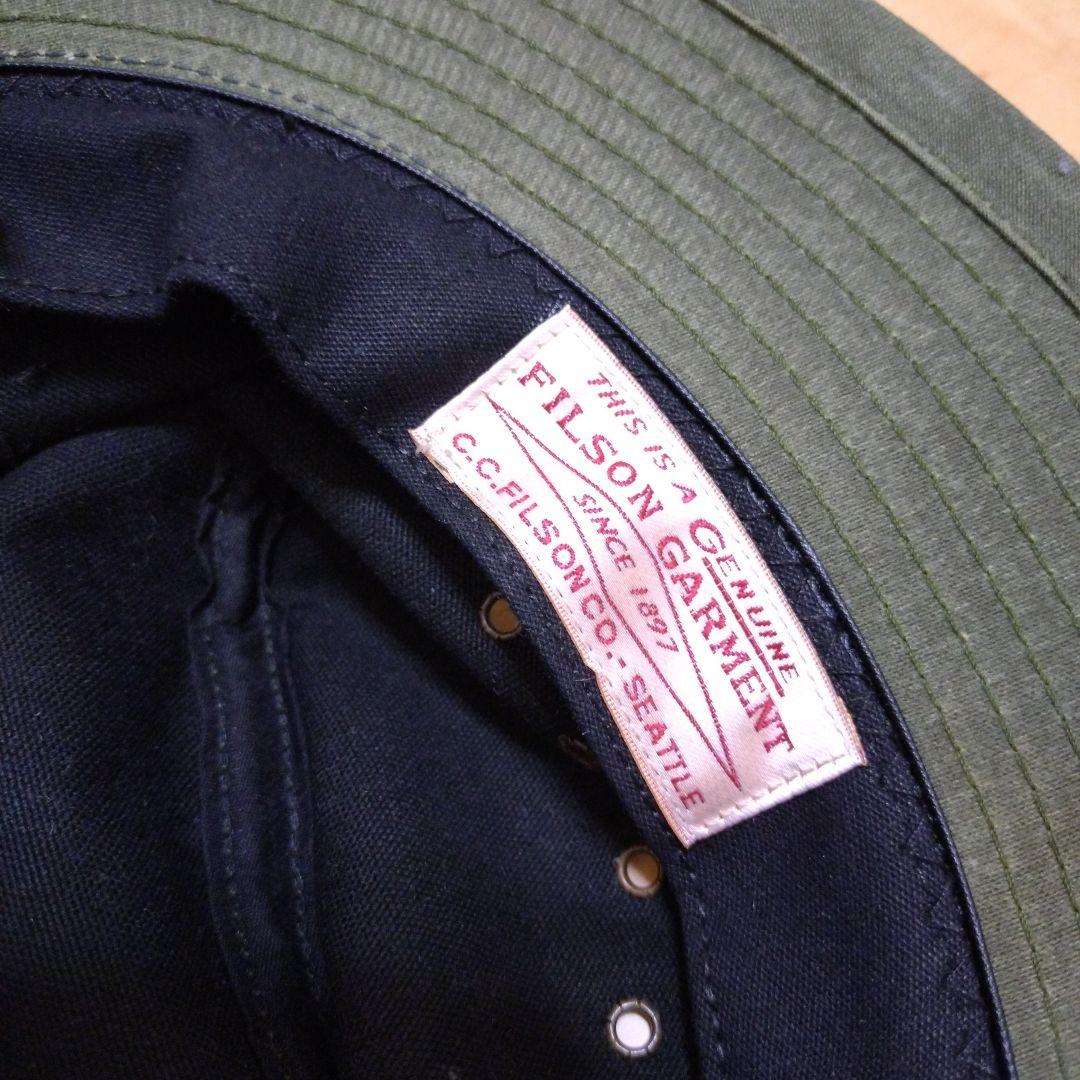 THIS IS A GENUINE
FILSON GARMENT
SINCE 1897
C.C.FILSON CO.- SEATTLE